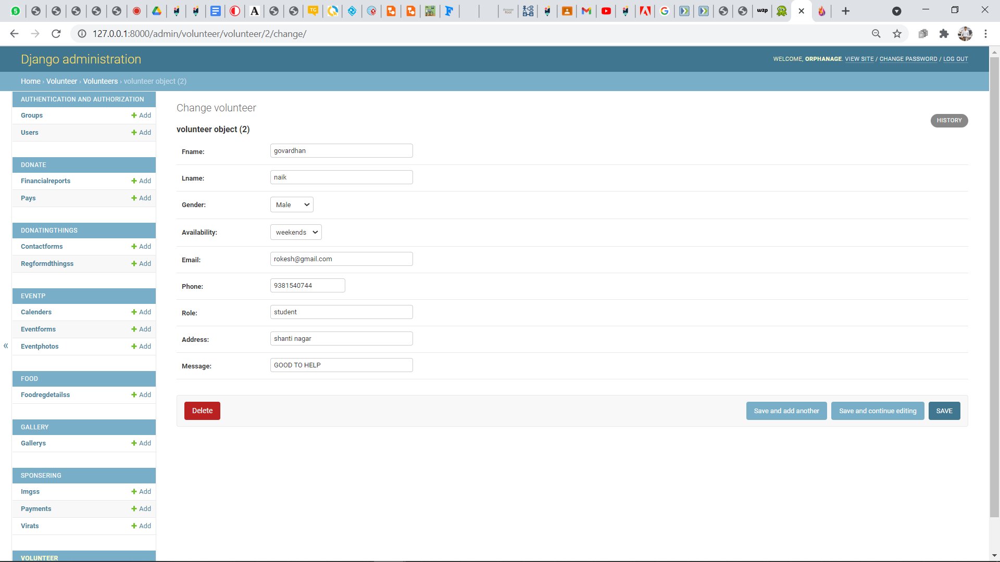 5
A
TG
w2p
127.0.0.1:8000/admin/volunteer/volunteer/2/change/
Django administration
WELCOME, ORPHANAGE. VIEW SITE / CHANGE PASSWORD / LOG OUT
Home › Volunteer › Volunteers › volunteer object (2)
AUTHENTICATION AND AUTHORIZATION
Groups Add
Users Add
DONATE
Financialreports Add
Pays Add
DONATINGTHINGS
Contactforms Add
Regformdthingss Add
EVENTP
Calenders Add
Eventforms Add
Eventphotos Add
«
FOOD
Foodregdetailss Add
GALLERY
Gallerys Add
SPONSERING
Imgss Add
Payments Add
Virats Add
VOLUNTEER
Change volunteer
HISTORY
volunteer object (2)
Fname: govardhan
Lname: naik
Gender: Male
Availability: weekends
Email: rokesh@gmail.com
Phone: 9381540744
Role: student
Address: shanti nagar
Message: GOOD TO HELP
Delete Save and add another Save and continue editing SAVE